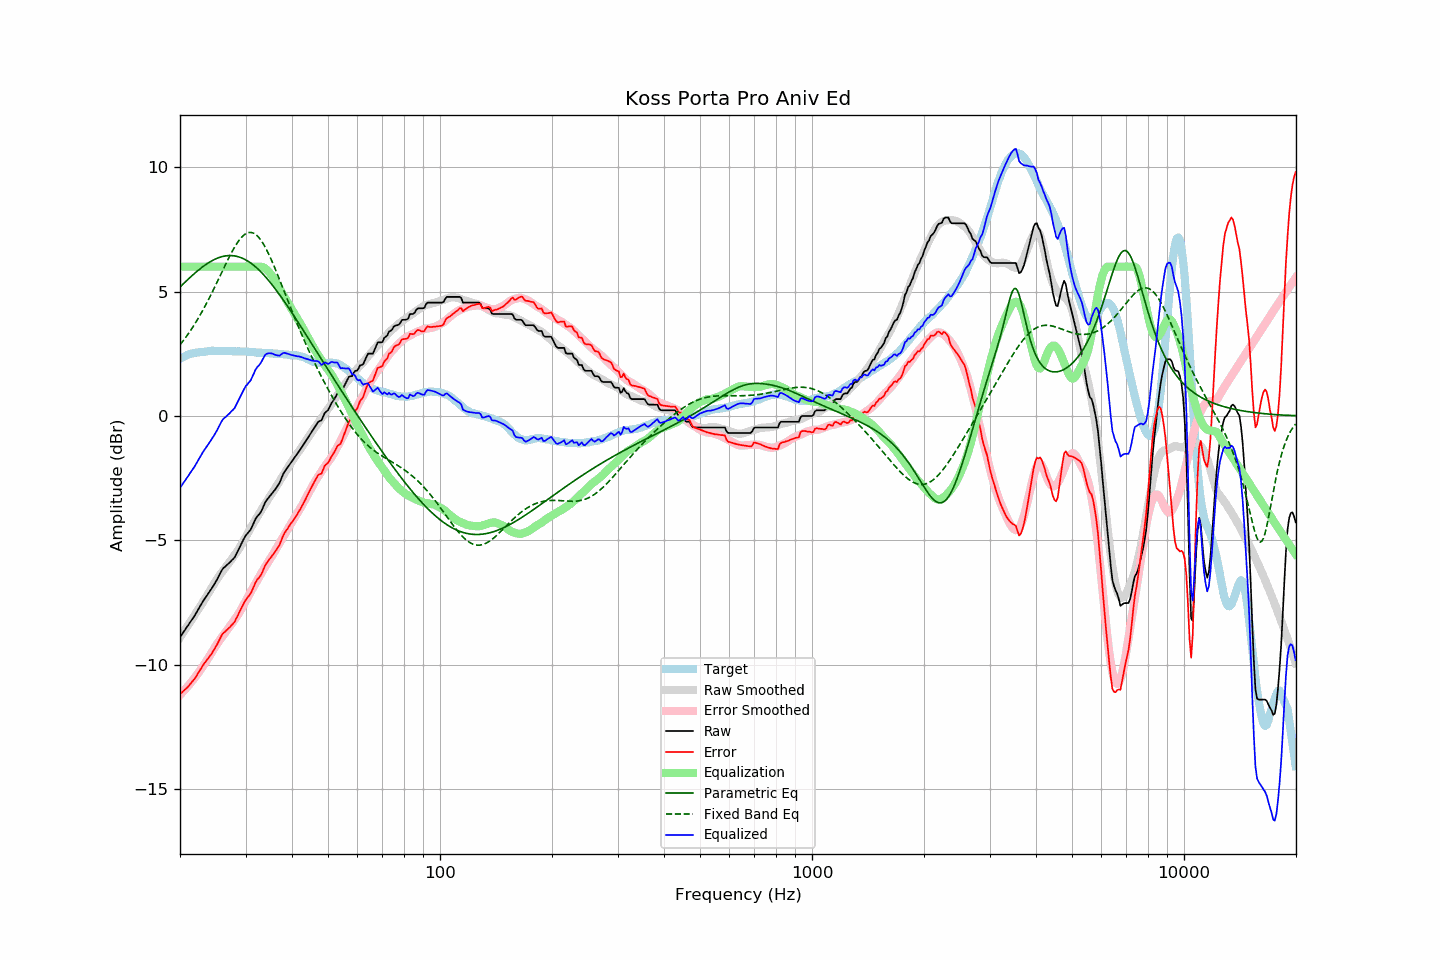 Koss Porta Pro Aniv Ed
Amplitude (dBr)
10
5
0
−5
−10
−15
Target
Raw Smoothed
Error Smoothed
Raw
Error
Equalization
Parametric Eq
Fixed Band Eq
Equalized
100
1000
10000
Frequency (Hz)